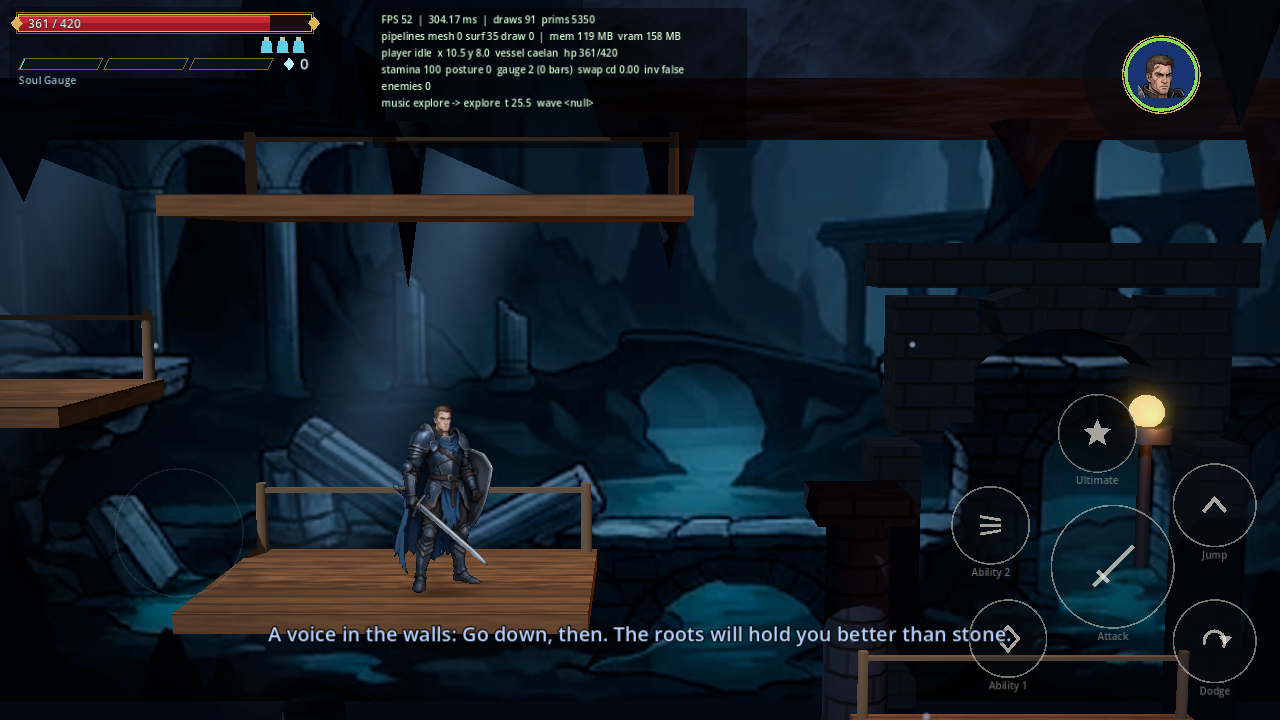 361 / 420
0
Soul Gauge
FPS 52 | 304.17 ms | draws 91 prims 5350
pipelines mesh 0 surf 35 draw 0 | mem 119 MB vram 158 MB
player idle x 10.5 y 8.0 vessel caelan hp 361/420
stamina 100 posture 0 gauge 2 (0 bars) swap cd 0.00 inv false
enemies 0
music explore -> explore t 25.5 wave <null>
Ultimate
Ability 2
Jump
Attack
A voice in the walls: Go down, then. The roots will hold you better than stone.
Ability 1
Dodge